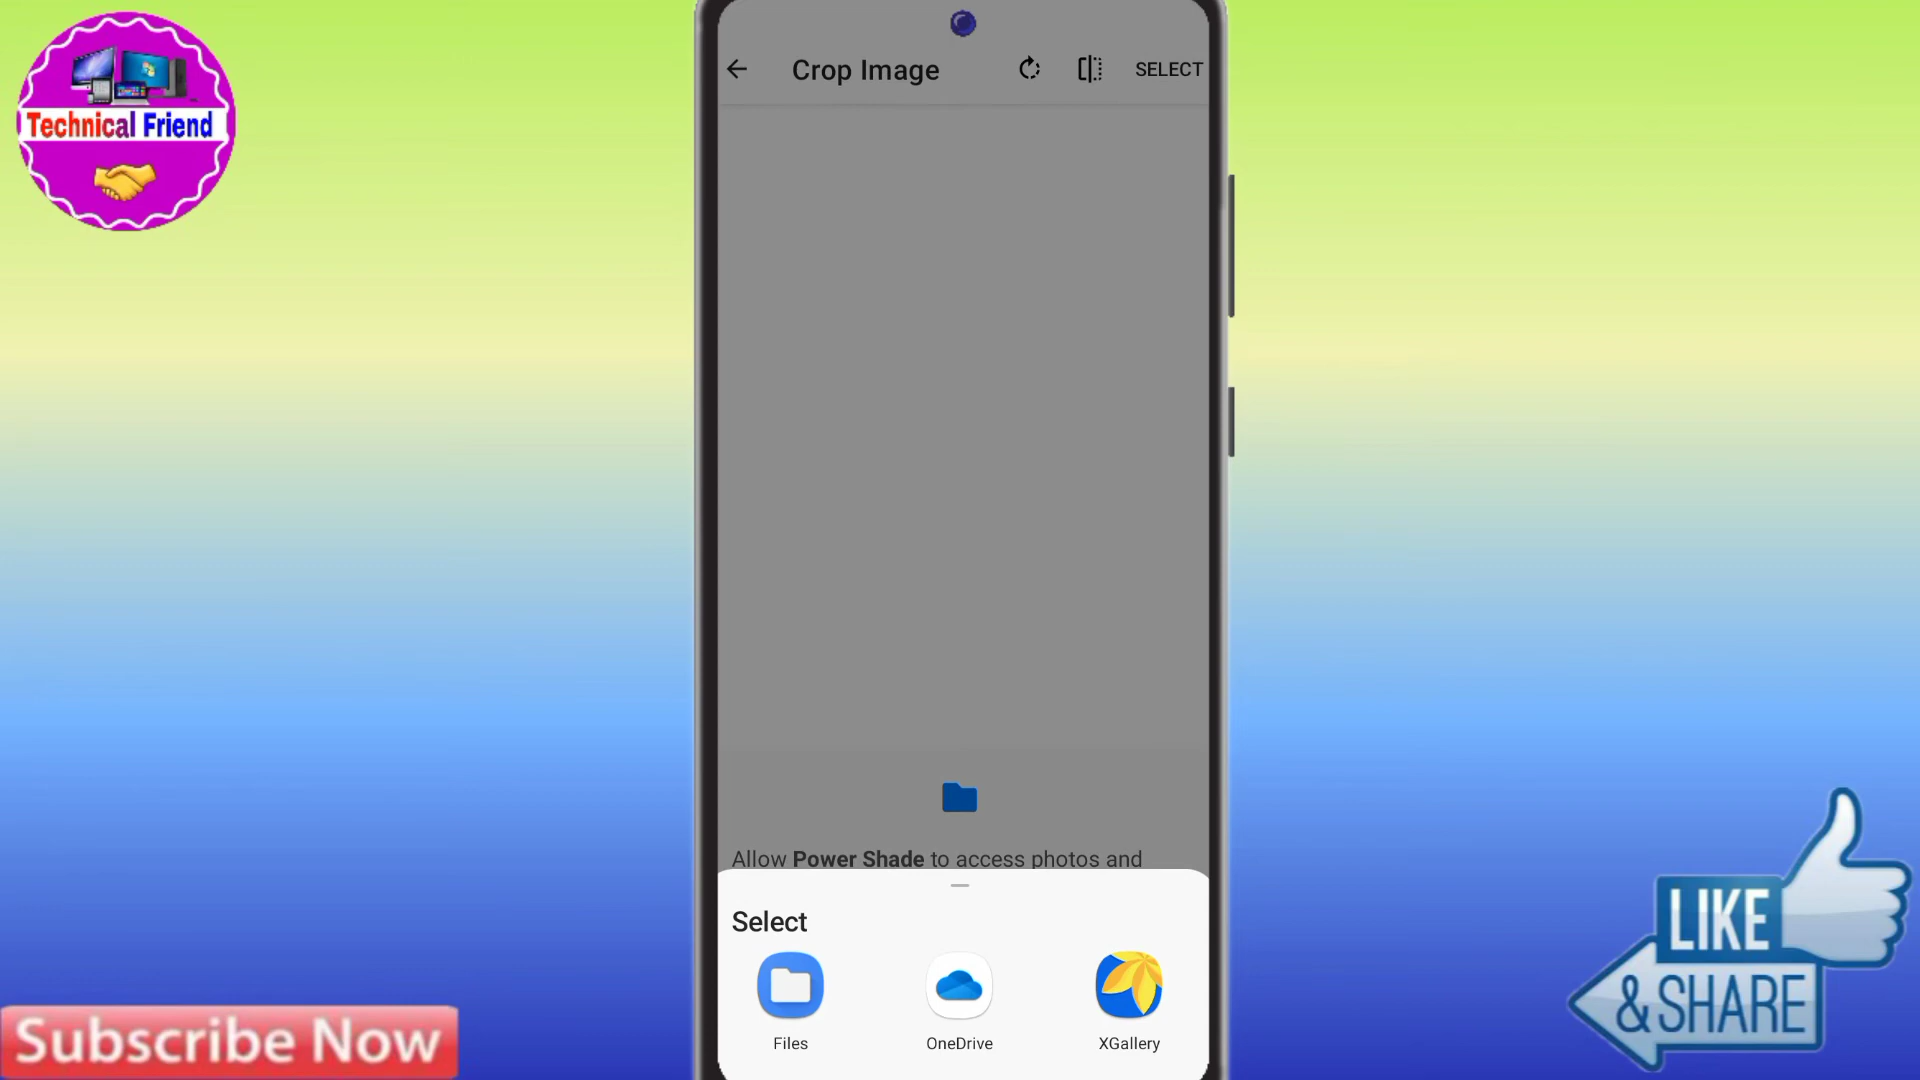 Technical Friend
Crop Image
SELECT
Allow Power Shade to access photos and
Select
Files
OneDrive
XGallery
Subscribe Now
LIKE
& SHARE